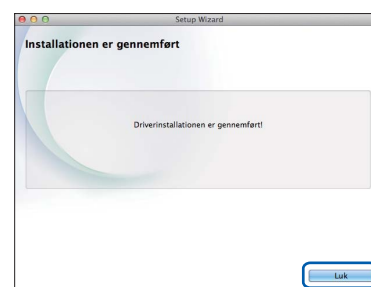 Setup Wizard
Installationen er gennemført
Driverinstallationen er gennemført!
Luk